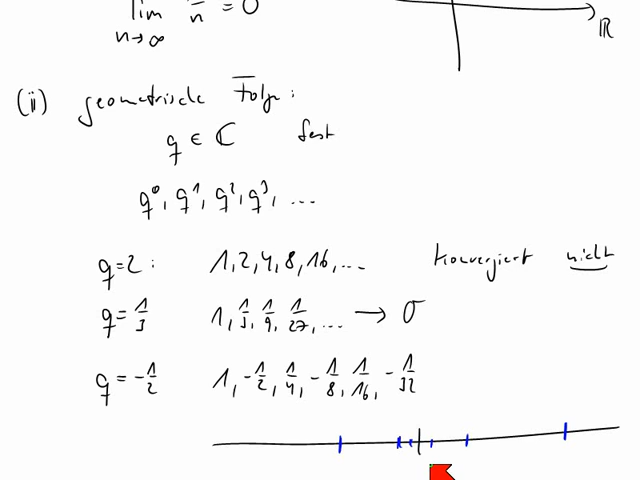 lim 1/n = 0
n→∞
ℝ
(ii) geometrische Folge:
q ∈ ℂ fest
q⁰, q¹, q², q³, ...
q=2: 1, 2, 4, 8, 16, ... konvergiert nicht
q = 1/3 1, 1/3, 1/9, 1/27, ... → 0
q = -1/2 1, -1/2, 1/4, -1/8, 1/16, -1/32